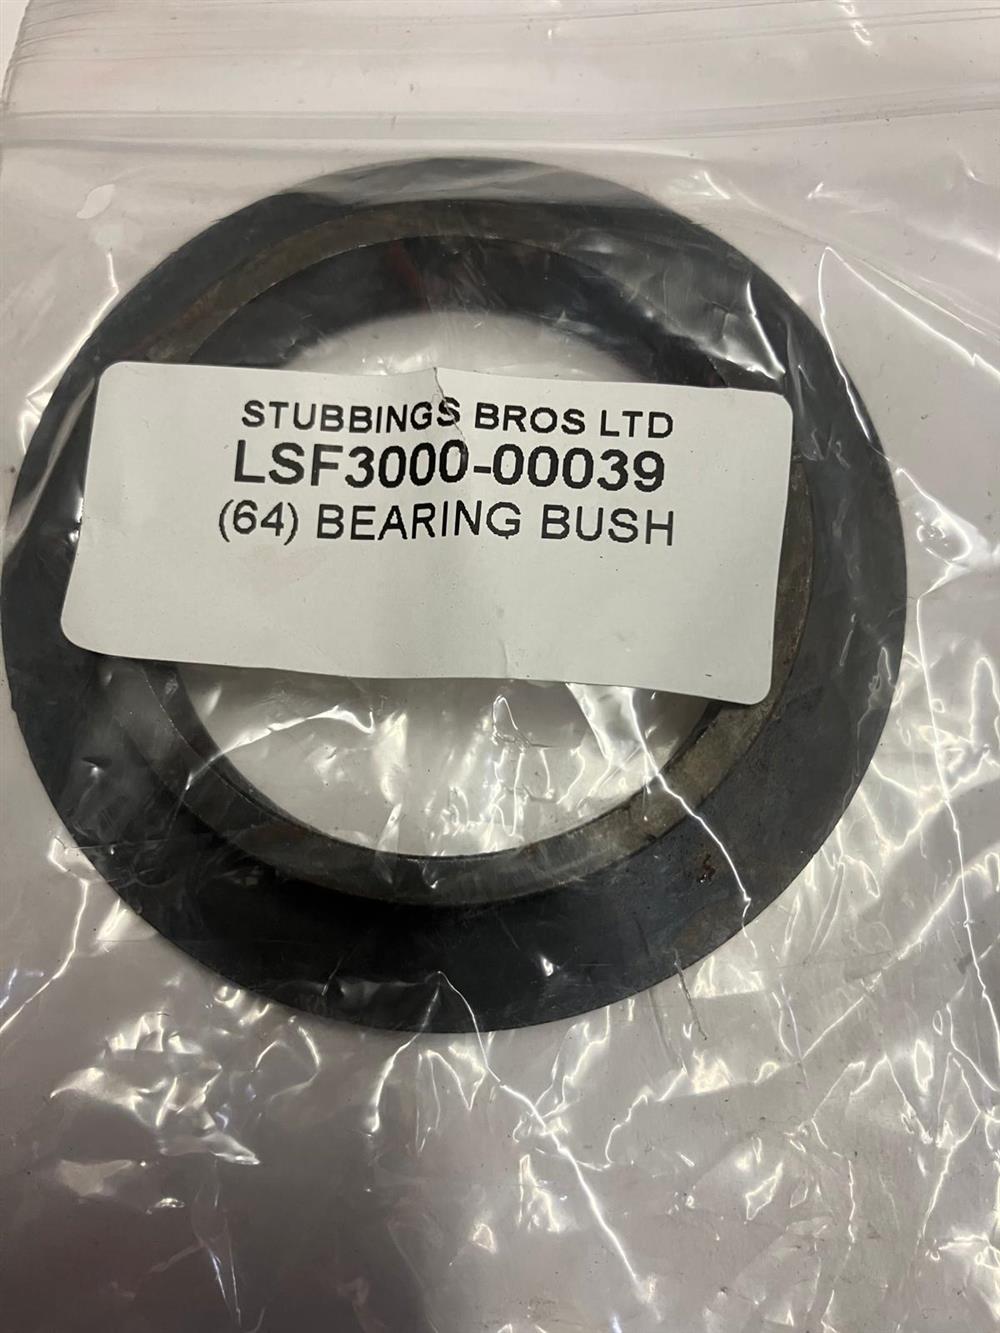 STUBBINGS BROS LTD
LSF3000-00039
(64) BEARING BUSH